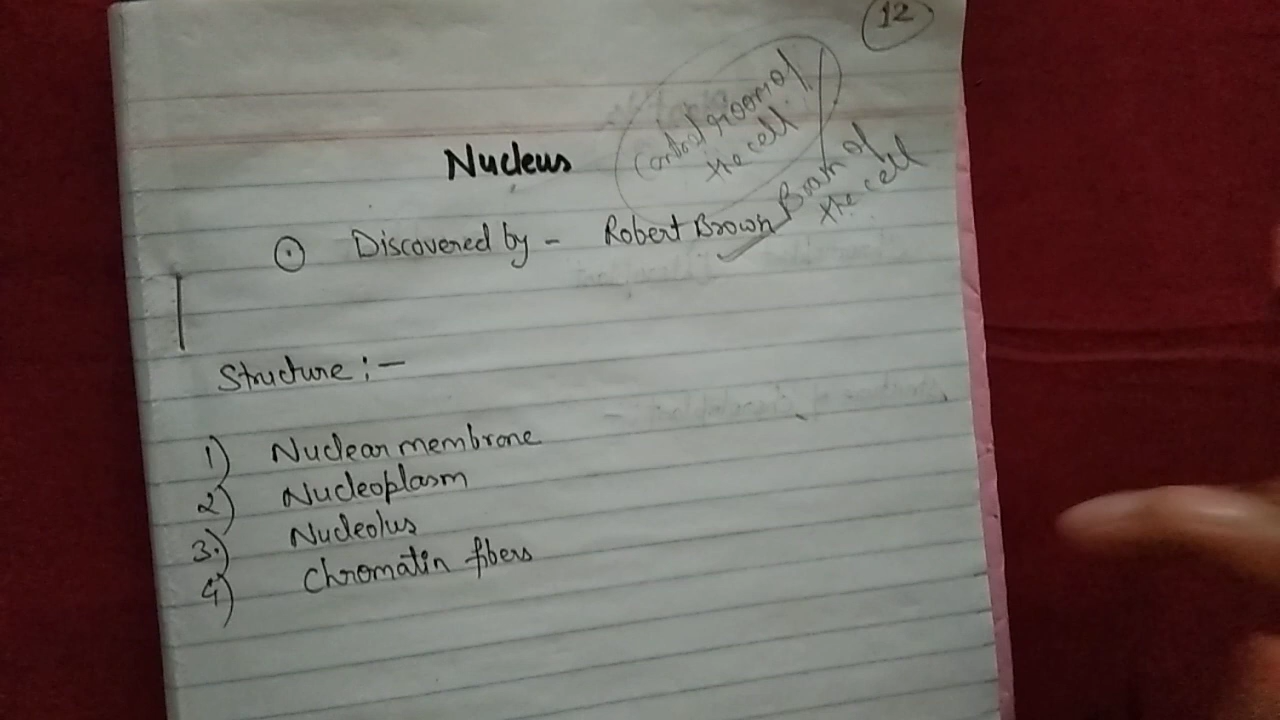 12
Control room of
the cell
Nucleus
Brain of
the cell
Discovered by - Robert Brown
Structure :-
1) Nuclear membrane
2) Nucleoplasm
3.) Nucleolus
4) Chromatin fibers